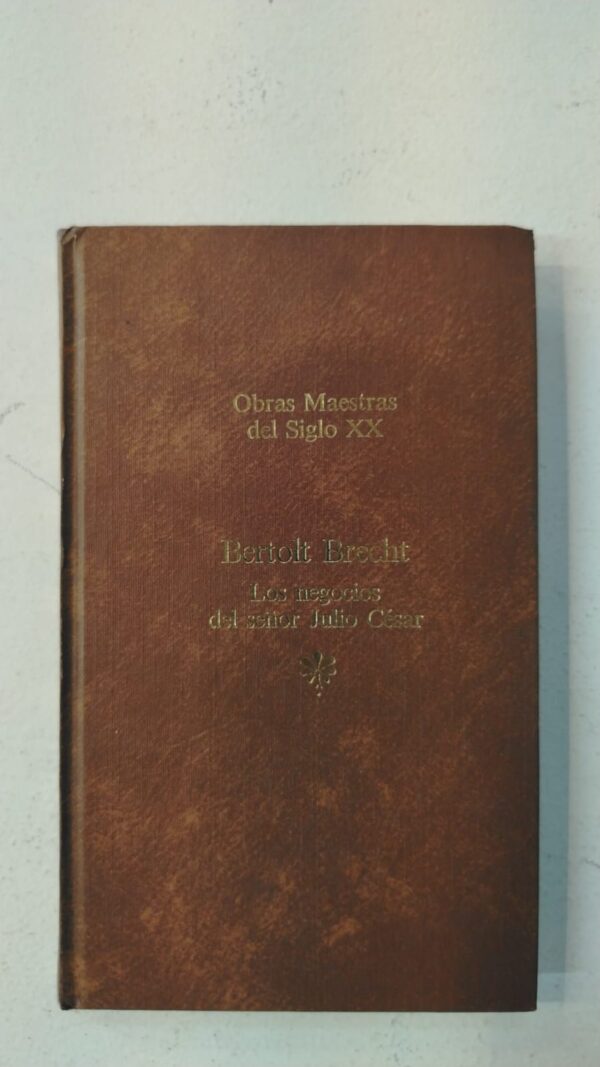 Obras Maestras
del Siglo XX
Bertolt Brecht
Los negocios
del señor Julio César